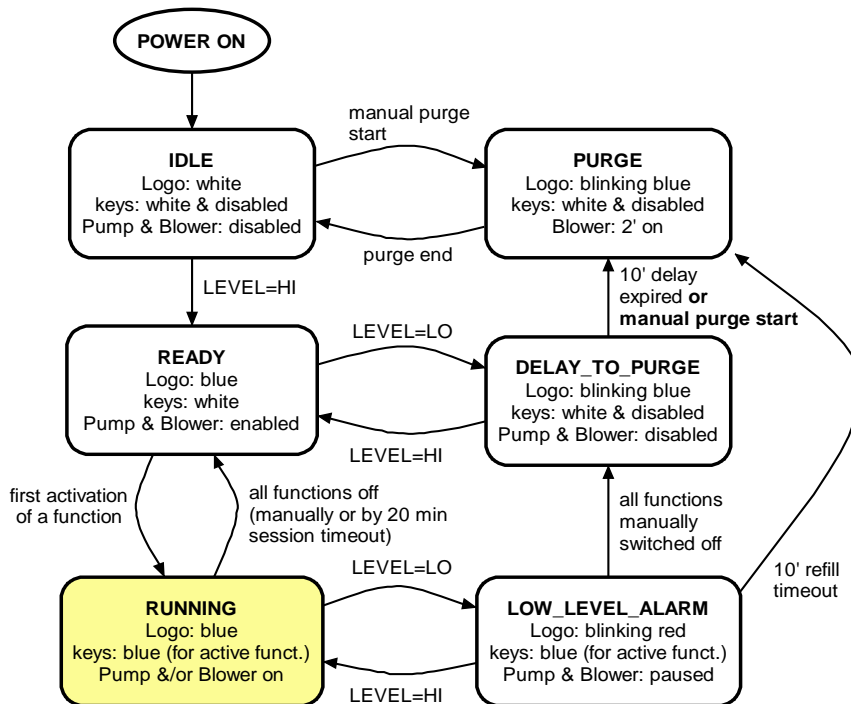 POWER ON
manual purge
start
IDLE
Logo: white
keys: white & disabled
Pump & Blower: disabled
PURGE
Logo: blinking blue
keys: white & disabled
Blower: 2' on
purge end
LEVEL=HI
10' delay
expired or
manual purge start
LEVEL=LO
READY
Logo: blue
keys: white
Pump & Blower: enabled
DELAY_TO_PURGE
Logo: blinking blue
keys: white & disabled
Pump & Blower: disabled
LEVEL=HI
first activation
of a function
all functions off
(manually or by 20 min
session timeout)
all functions
manually
switched off
10' refill
timeout
LEVEL=LO
RUNNING
Logo: blue
keys: blue (for active funct.)
Pump &/or Blower on
LOW_LEVEL_ALARM
Logo: blinking red
keys: blue (for active funct.)
Pump & Blower: paused
LEVEL=HI